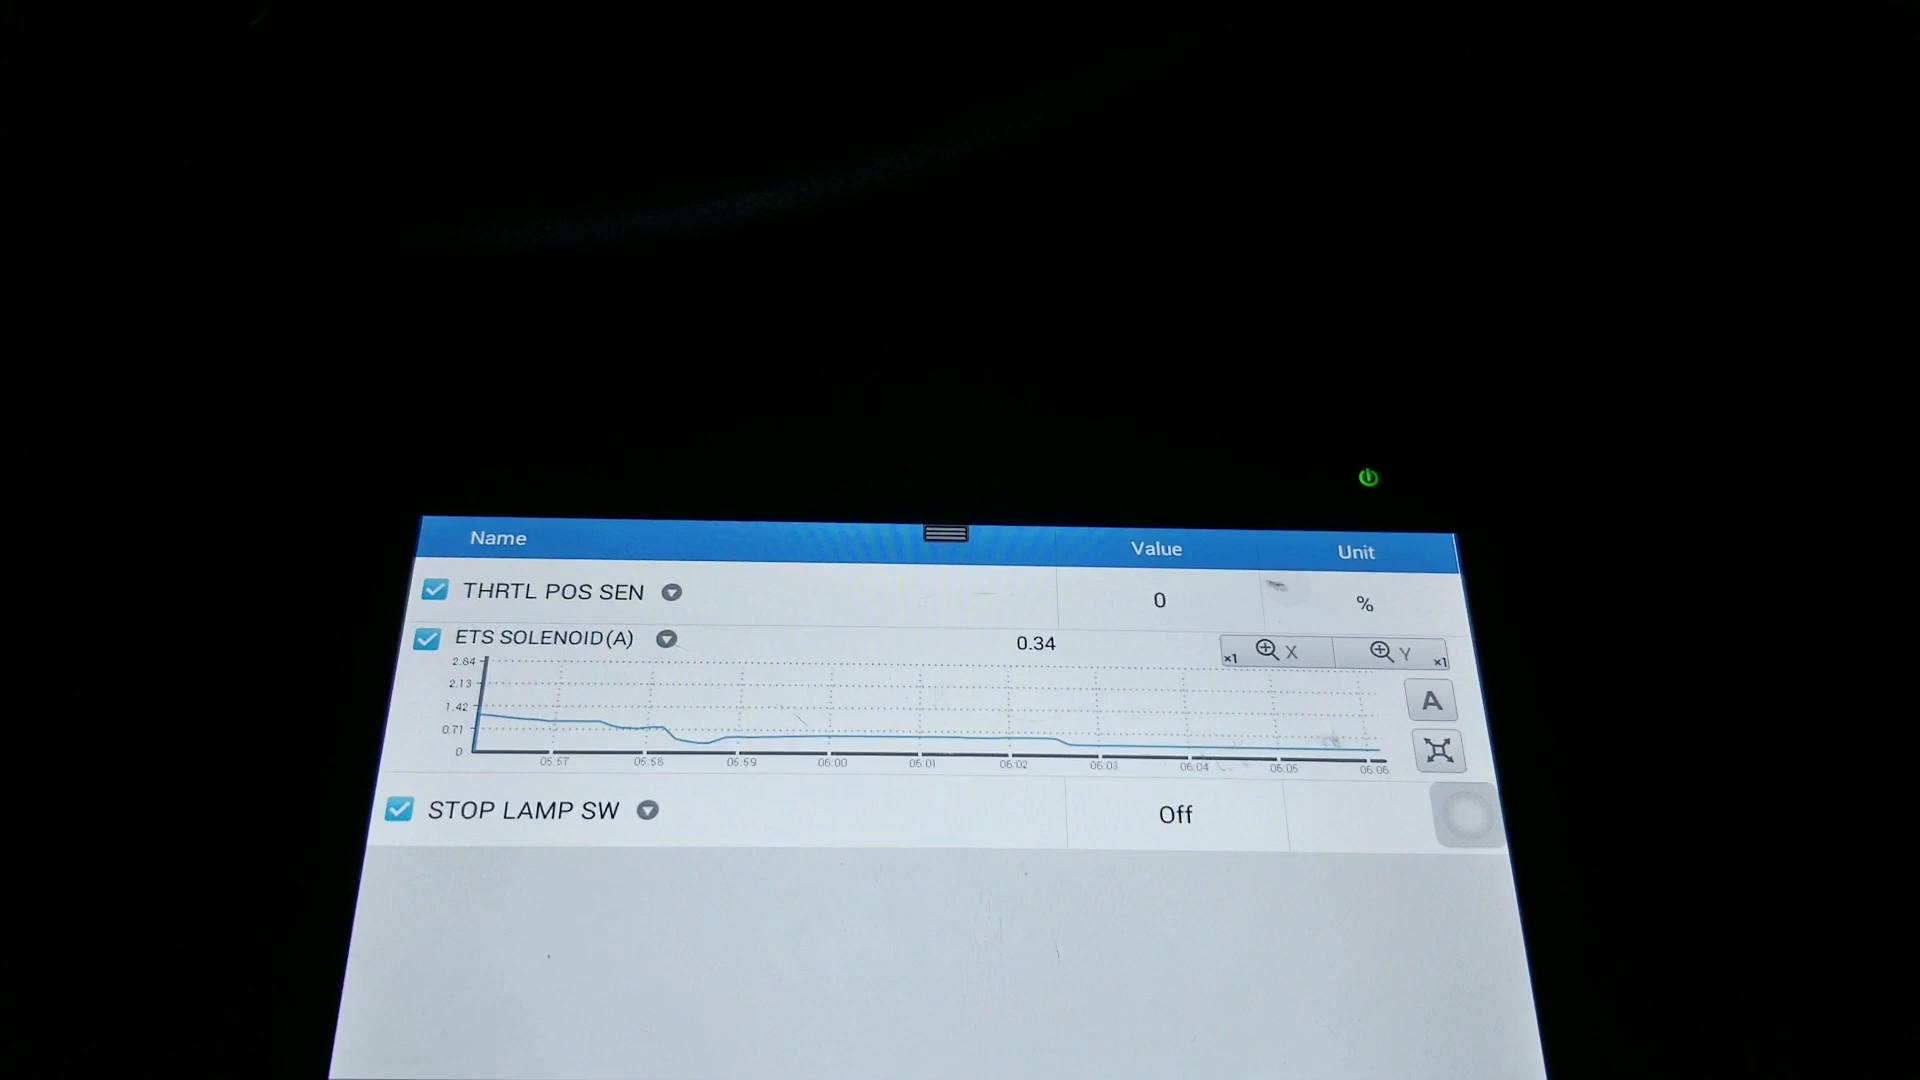 Name Value Unit
THRTL POS SEN 0 %
ETS SOLENOID(A) 0.34 x1 X Y x1
2.84
2.13
1.42
0.71
0
A
05:57 05:58 05:59 06:00 06:01 06:02 06:03 06:04 06:05 06:06
STOP LAMP SW Off